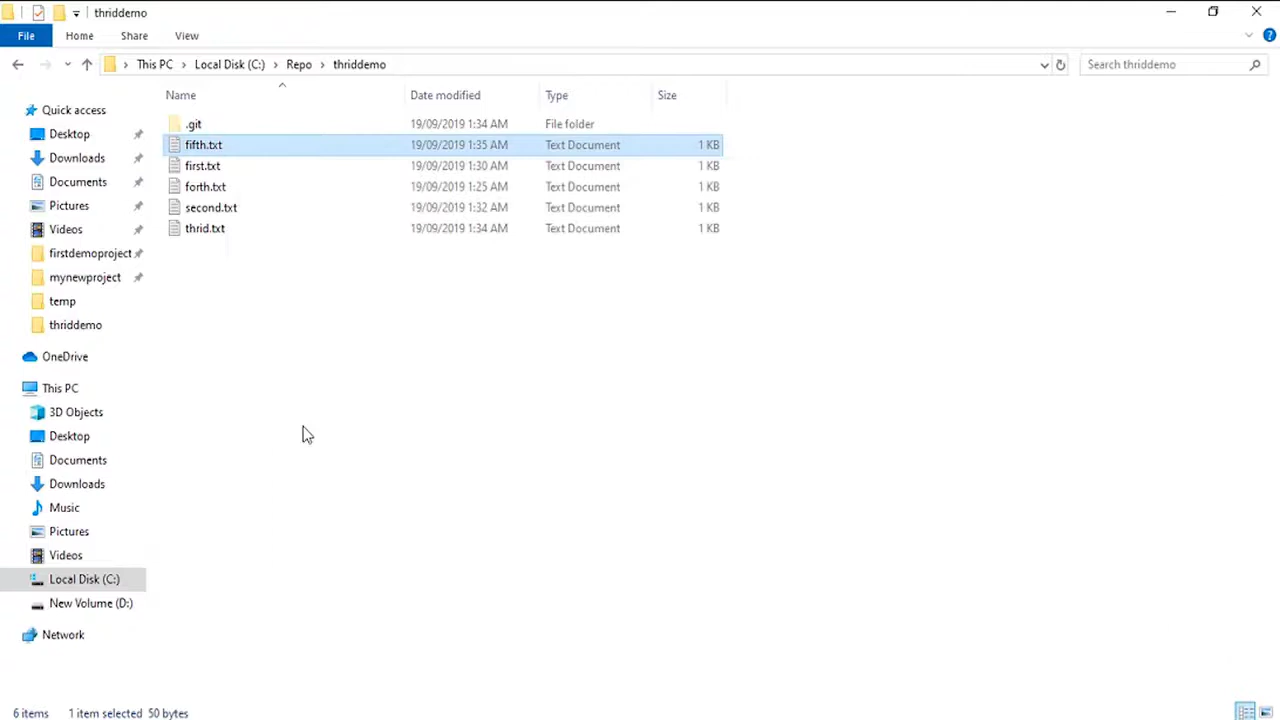 thriddemo
File Home Share View
This PC Local Disk (C:) Repo thriddemo Search thriddemo
Name Date modified Type Size
Quick access
Desktop
Downloads
Documents
Pictures
Videos
firstdemoproject
mynewproject
temp
thriddemo
OneDrive
This PC
3D Objects
Desktop
Documents
Downloads
Music
Pictures
Videos
Local Disk (C:)
New Volume (D:)
Network
.git 19/09/2019 1:34 AM File folder
fifth.txt 19/09/2019 1:35 AM Text Document 1 KB
first.txt 19/09/2019 1:30 AM Text Document 1 KB
forth.txt 19/09/2019 1:25 AM Text Document 1 KB
second.txt 19/09/2019 1:32 AM Text Document 1 KB
thrid.txt 19/09/2019 1:34 AM Text Document 1 KB
6 items 1 item selected 50 bytes